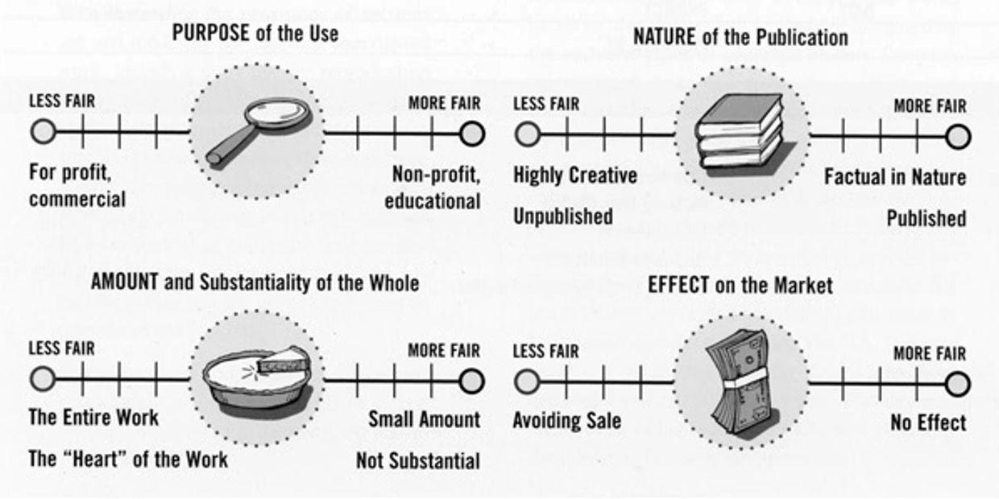 PURPOSE of the Use
LESS FAIR
MORE FAIR
For profit,
commercial
Non-profit,
educational
NATURE of the Publication
LESS FAIR
MORE FAIR
Highly Creative
Unpublished
Factual in Nature
Published
AMOUNT and Substantiality of the Whole
LESS FAIR
MORE FAIR
The Entire Work
The “Heart” of the Work
Small Amount
Not Substantial
EFFECT on the Market
LESS FAIR
MORE FAIR
Avoiding Sale
No Effect